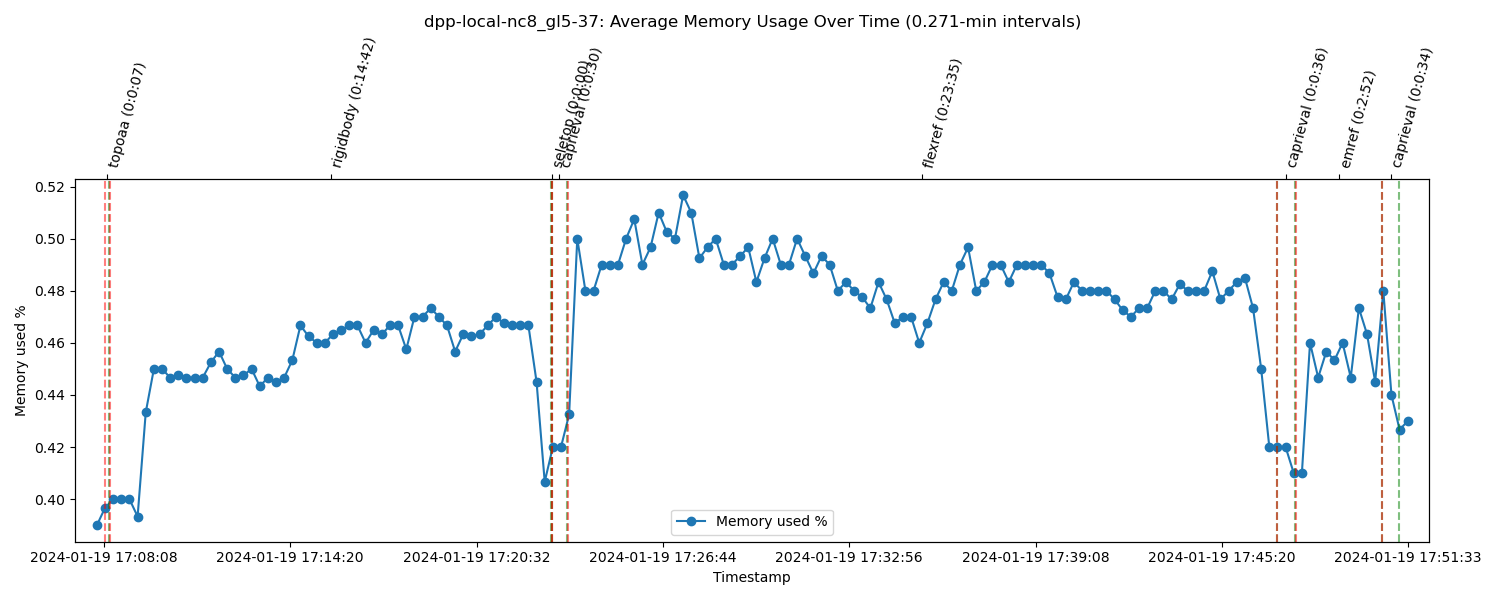 dpp-local-nc8_gl5-37: Average Memory Usage Over Time (0.271-min intervals)
topoaa (0:0:07)
rigidbody (0:14:42)
seletop (0:0:00)
caprieval (0:0:30)
flexref (0:23:35)
caprieval (0:0:36)
emref (0:2:52)
caprieval (0:0:34)
0.52
0.50
0.48
0.46
0.44
0.42
0.40
Memory used %
Memory used %
2024-01-19 17:08:08
2024-01-19 17:14:20
2024-01-19 17:20:32
2024-01-19 17:26:44
2024-01-19 17:32:56
2024-01-19 17:39:08
2024-01-19 17:45:20
2024-01-19 17:51:33
Timestamp